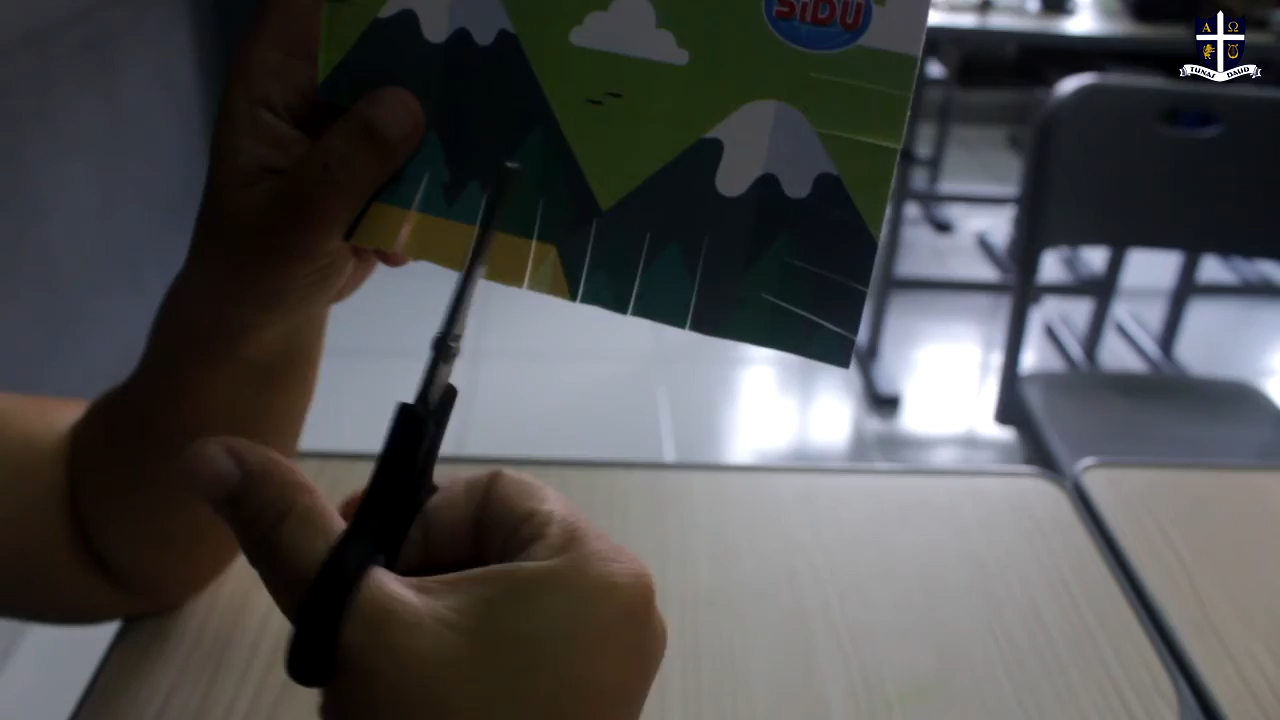 SiDU
Α Ω
TUNAS DAUD